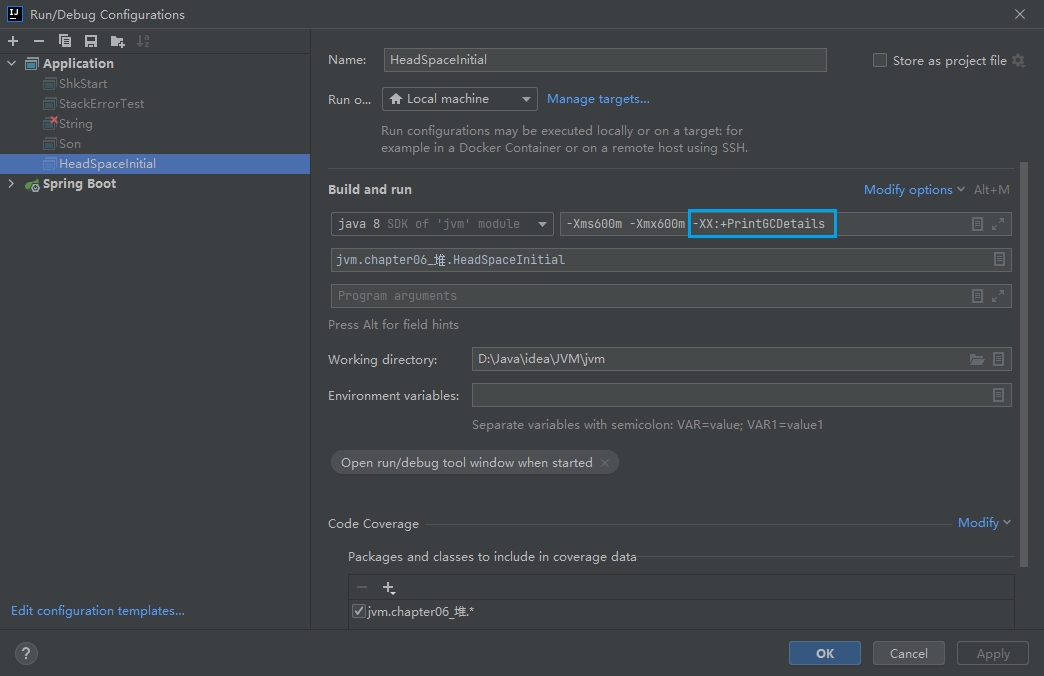 IJ Run/Debug Configurations
Application
ShkStart
StackErrorTest
String
Son
HeadSpaceInitial
Spring Boot
Edit configuration templates...
Name: HeadSpaceInitial Store as project file
Run o... Local machine Manage targets...
Run configurations may be executed locally or on a target: for
example in a Docker Container or on a remote host using SSH.
Build and run Modify options Alt+M
java 8 SDK of 'jvm' module -Xms600m -Xmx600m -XX:+PrintGCDetails
jvm.chapter06_堆.HeadSpaceInitial
Program arguments
Press Alt for field hints
Working directory: D:\Java\idea\JVM\jvm
Environment variables:
Separate variables with semicolon: VAR=value; VAR1=value1
Open run/debug tool window when started
Code Coverage Modify
Packages and classes to include in coverage data
jvm.chapter06_堆.*
? OK Cancel Apply